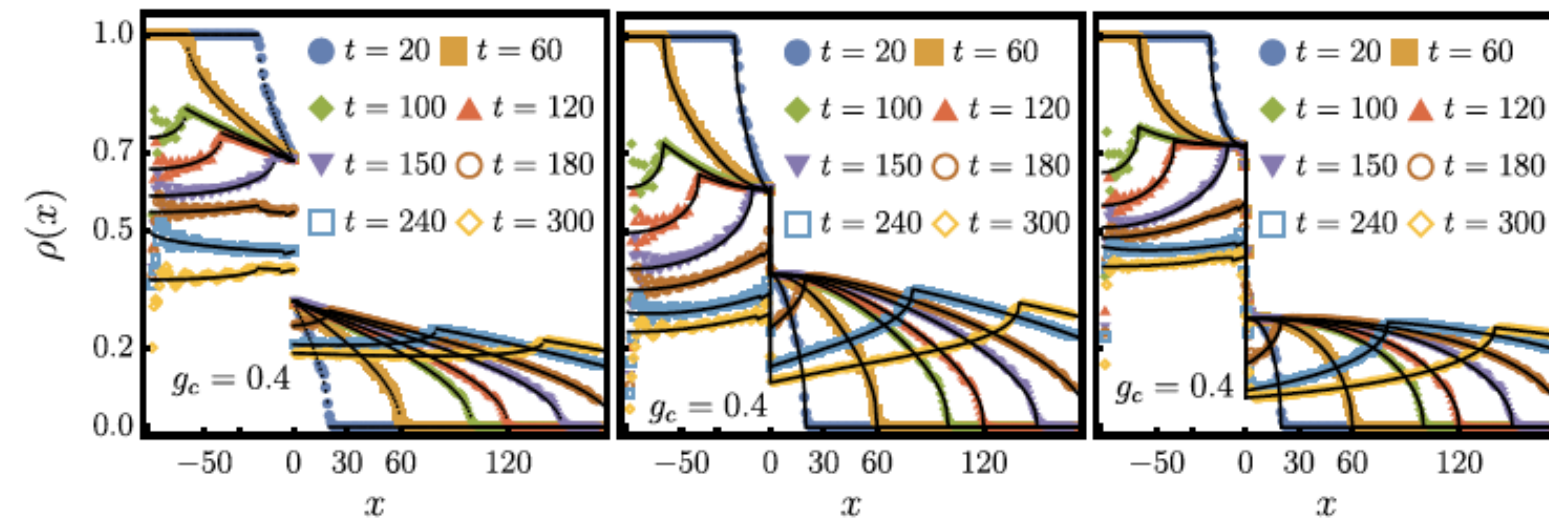 ρ(x)
1.0
0.7
0.5
0.2
0.0
t = 20 t = 60
t = 100 t = 120
t = 150 t = 180
t = 240 t = 300
g_c = 0.4
−50 0 30 60 120
x
t = 20 t = 60
t = 100 t = 120
t = 150 t = 180
t = 240 t = 300
g_c = 0.4
−50 0 30 60 120
x
t = 20 t = 60
t = 100 t = 120
t = 150 t = 180
t = 240 t = 300
g_c = 0.4
−50 0 30 60 120
x